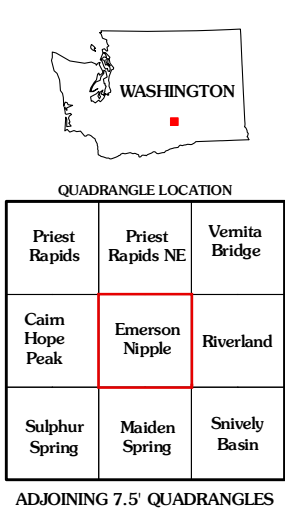 WASHINGTON
QUADRANGLE LOCATION
Priest
Rapids
Priest
Rapids NE
Vernita
Bridge
Cairn
Hope
Peak
Emerson
Nipple
Riverland
Sulphur
Spring
Maiden
Spring
Snively
Basin
ADJOINING 7.5' QUADRANGLES